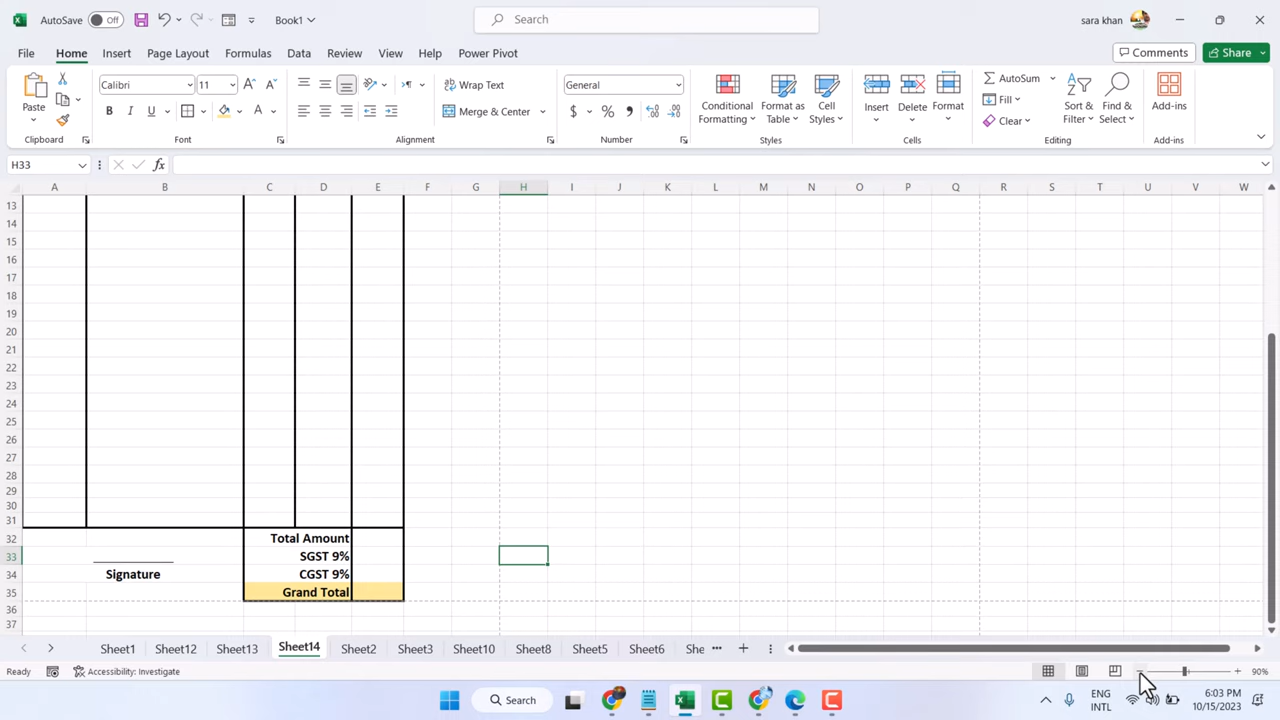 AutoSave Off Book1 Search sara khan
File Home Insert Page Layout Formulas Data Review View Help Power Pivot Comments Share
Paste Calibri 11 Wrap Text General Conditional Formatting Format as Table Cell Styles Insert Delete Format AutoSum Sort & Filter Find & Select Add-ins
B I U Merge & Center $ % Fill
Clear
Clipboard Font Alignment Number Styles Cells Editing Add-ins
H33 fx
A B C D E F G H I J K L M N O P Q R S T U V W
13
14
15
16
17
18
19
20
21
22
23
24
25
26
27
28
29
30
31
32 Total Amount
33 SGST 9%
34 Signature CGST 9%
35 Grand Total
36
37
Sheet1 Sheet12 Sheet13 Sheet14 Sheet2 Sheet3 Sheet10 Sheet8 Sheet5 Sheet6 She ...
Ready Accessibility: Investigate 90%
Search ENG INTL 6:03 PM 10/15/2023